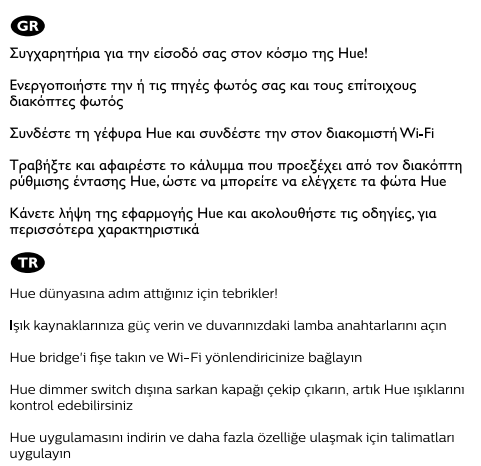 GR
Συγχαρητήρια για την είσοδό σας στον κόσμο της Hue!
Ενεργοποιήστε την ή τις πηγές φωτός σας και τους επίτοιχους
διακόπτες φωτός
Συνδέστε τη γέφυρα Hue και συνδέστε την στον διακομιστή Wi-Fi
Τραβήξτε και αφαιρέστε το κάλυμμα που προεξέχει από τον διακόπτη
ρύθμισης έντασης Hue, ώστε να μπορείτε να ελέγχετε τα φώτα Hue
Κάνετε λήψη της εφαρμογής Hue και ακολουθήστε τις οδηγίες, για
περισσότερα χαρακτηριστικά
TR
Hue dünyasına adım attığınız için tebrikler!
Işık kaynaklarınıza güç verin ve duvarınızdaki lamba anahtarlarını açın
Hue bridge'i fişe takın ve Wi-Fi yönlendiricinize bağlayın
Hue dimmer switch dışına sarkan kapağı çekip çıkarın, artık Hue ışıklarını
kontrol edebilirsiniz
Hue uygulamasını indirin ve daha fazla özelliğe ulaşmak için talimatları
uygulayın